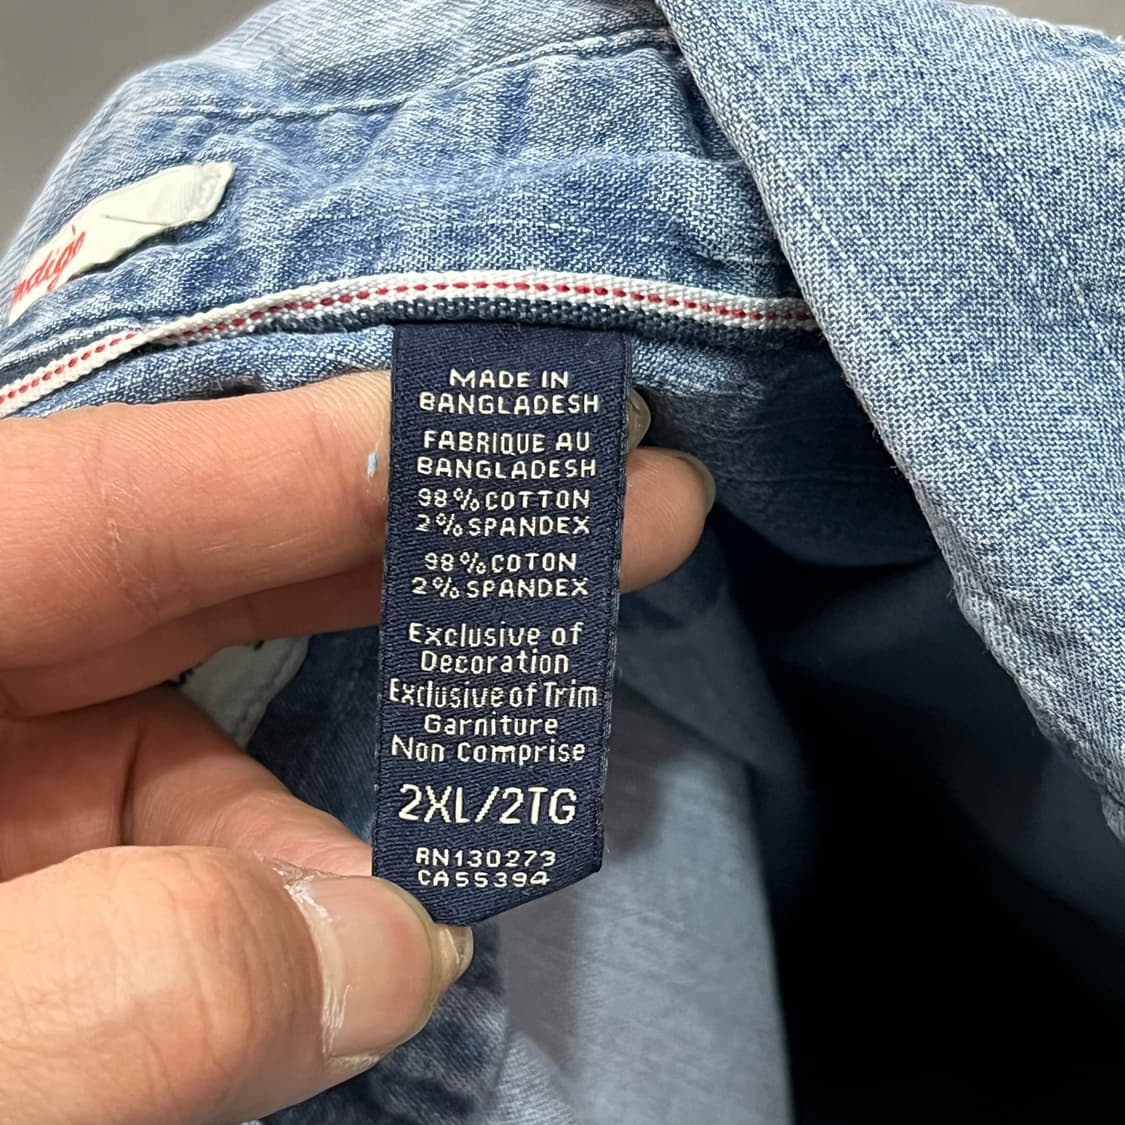 MADE IN
BANGLADESH
FABRIQUE AU
BANGLADESH
98% COTTON
2% SPANDEX
98% COTON
2% SPANDEX
Exclusive of
Decoration
Exclusive of Trim
Garniture
Non Comprise
2XL/2TG
RN130273
CA55394